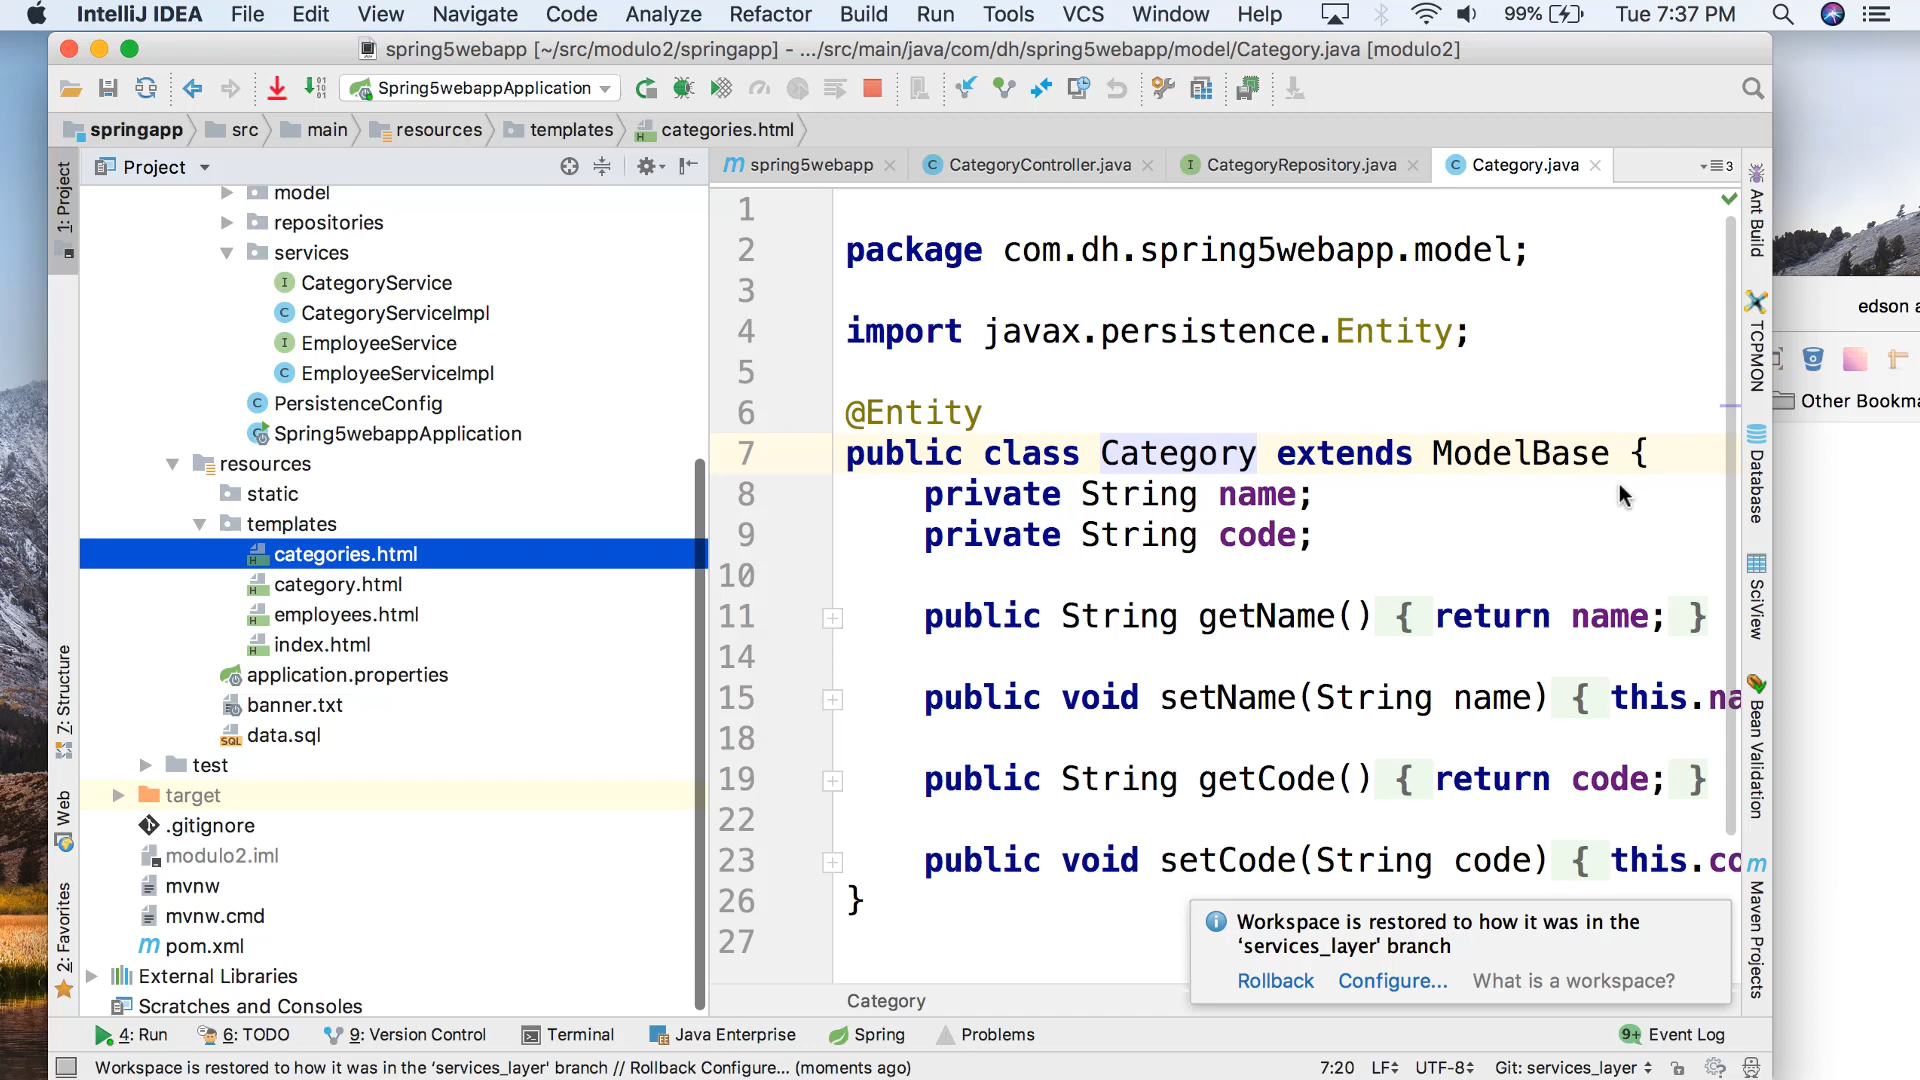 IntelliJ IDEA File Edit View Navigate Code Analyze Refactor Build Run Tools VCS Window Help 99% Tue 7:37 PM
spring5webapp [~/src/modulo2/springapp] - .../src/main/java/com/dh/spring5webapp/model/Category.java [modulo2]
Spring5webappApplication
springapp src main resources templates categories.html
Project
spring5webapp CategoryController.java CategoryRepository.java Category.java 3
1: Project
7: Structure
Web
2: Favorites
model
repositories
services
CategoryService
CategoryServiceImpl
EmployeeService
EmployeeServiceImpl
PersistenceConfig
Spring5webappApplication
resources
static
templates
categories.html
category.html
employees.html
index.html
application.properties
banner.txt
data.sql
test
target
.gitignore
modulo2.iml
mvnw
mvnw.cmd
pom.xml
External Libraries
Scratches and Consoles
1
2 package com.dh.spring5webapp.model;
3
4 import javax.persistence.Entity;
5
6 @Entity
7 public class Category extends ModelBase {
8 private String name;
9 private String code;
10
11 public String getName() { return name; }
14
15 public void setName(String name) { this.na
18
19 public String getCode() { return code; }
22
23 public void setCode(String code) { this.co
26 }
27
Category
Workspace is restored to how it was in the
'services_layer' branch
Rollback Configure... What is a workspace?
Ant Build
TCPMON
Database
SciView
Bean Validation
Maven Projects
edson a
Other Bookma
4: Run 6: TODO 9: Version Control Terminal Java Enterprise Spring Problems 9+ Event Log
Workspace is restored to how it was in the 'services_layer' branch // Rollback Configure... (moments ago) 7:20 LF UTF-8 Git: services_layer